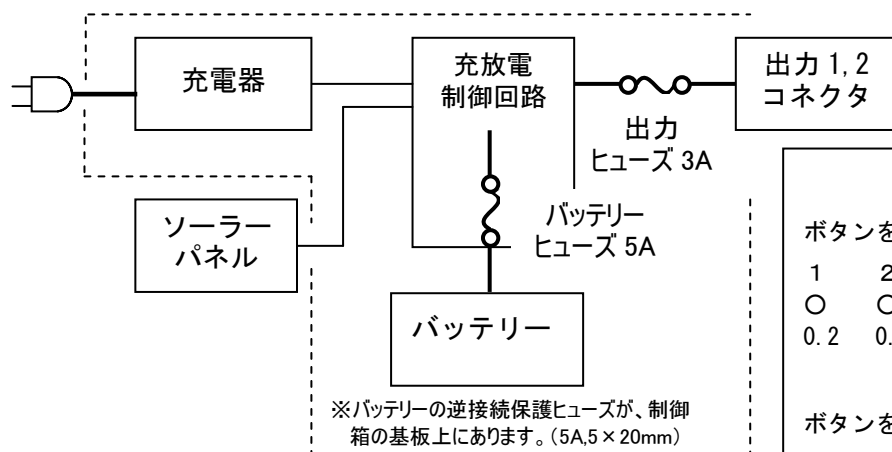 充電器
充放電
制御回路
出力 1,2
コネクタ
出力
ヒューズ 3A
ソーラー
パネル
バッテリー
ヒューズ 5A
バッテリー
※バッテリーの逆接続保護ヒューズが、制御
箱の基板上にあります。(5A,5×20mm)
ボタンを
1 2
○
0.2 0.
ボタンを